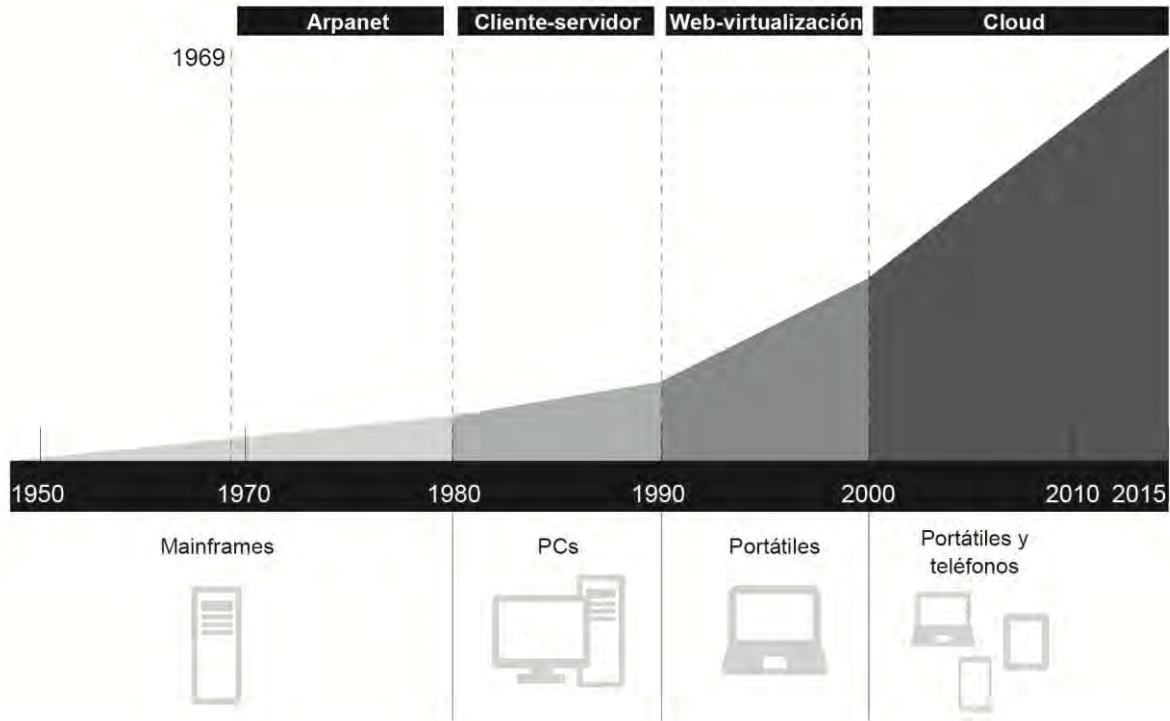 Arpanet
Cliente-servidor
Web-virtualización
Cloud
1969
1950
1970
1980
1990
2000
2010
2015
Mainframes
PCs
Portátiles
Portátiles y
teléfonos